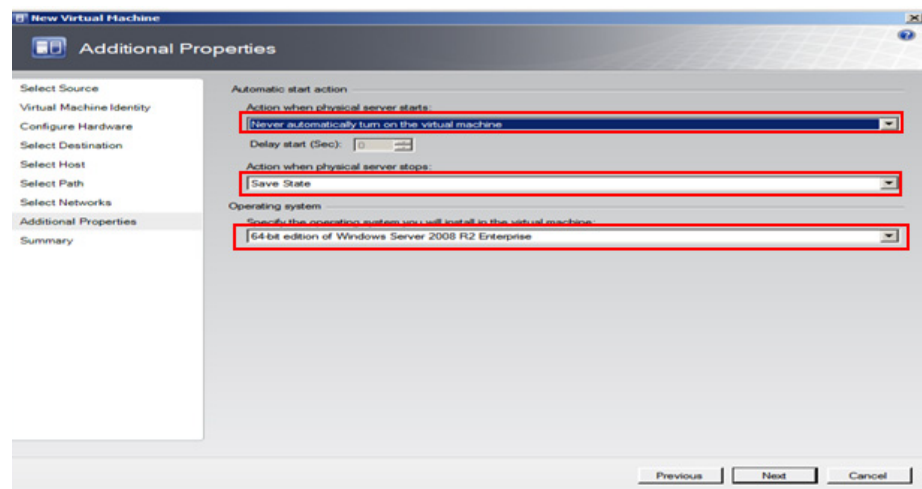 New Virtual Machine
Additional Properties
Select Source
Virtual Machine Identity
Configure Hardware
Select Destination
Select Host
Select Path
Select Networks
Additional Properties
Summary
Automatic start action
Action when physical server starts:
Never automatically turn on the virtual machine
Delay start (Sec): 0
Action when physical server stops:
Save State
Operating system
Specify the operating system you will install in the virtual machine:
64-bit edition of Windows Server 2008 R2 Enterprise
Previous Next Cancel